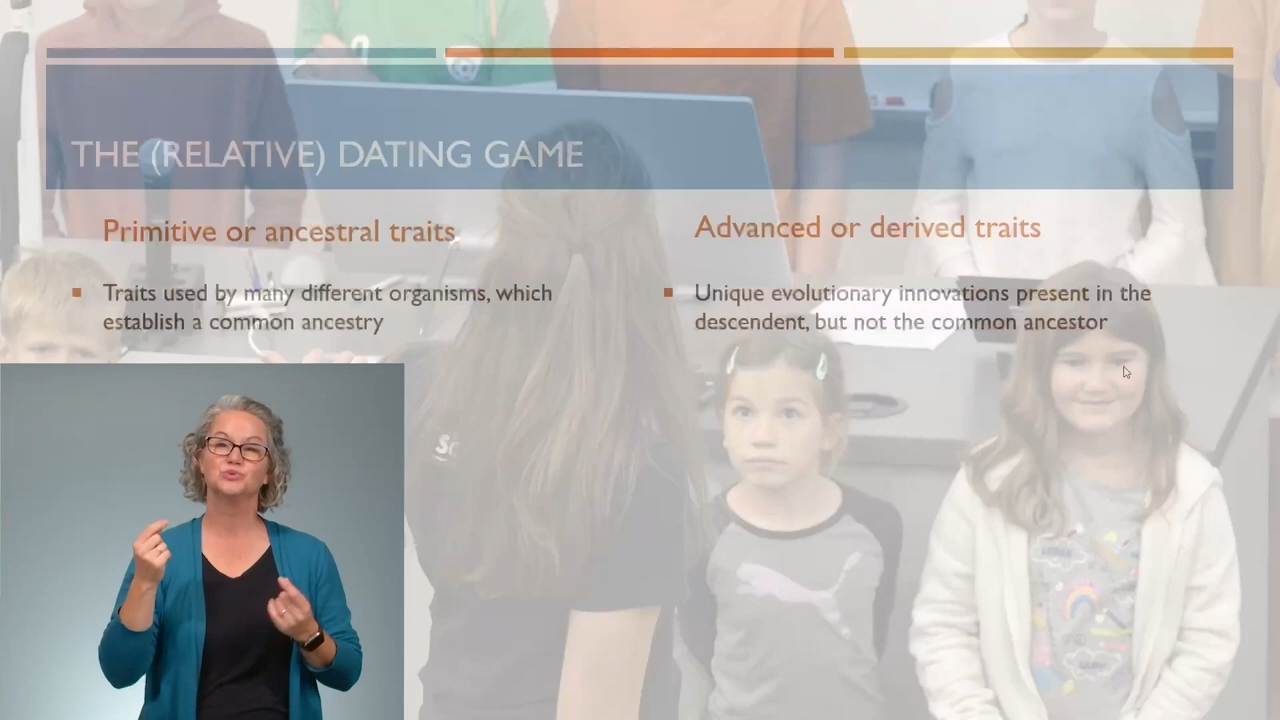 THE (RELATIVE) DATING GAME
Primitive or ancestral traits
Traits used by many different organisms, which
establish a common ancestry
Advanced or derived traits
Unique evolutionary innovations present in the
descendent, but not the common ancestor